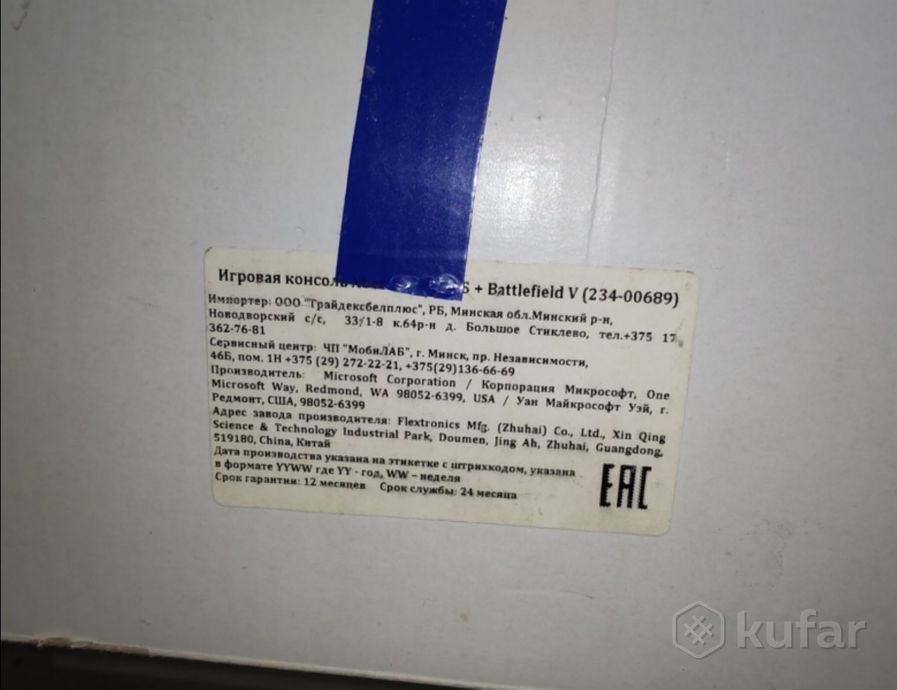 Игровая консоль + Battlefield V (234-00689)
Импортер: ООО "Трайдексбелплюс", РБ, Минская обл.Минский р-н,
Новодворский с/с, 33/1-8 к.64р-н д. Большое Стиклево, тел.+375 17
362-76-81
Сервисный центр: ЧП "МобиЛАБ", г. Минск, пр. Независимости,
46Б, пом. 1Н +375 (29) 272-22-21, +375(29)136-66-69
Производитель: Microsoft Corporation / Корпорация Микрософт, One
Microsoft Way, Redmond, WA 98052-6399, USA / Уан Майкрософт Уэй, г.
Редмонт, США, 98052-6399
Адрес завода производителя: Flextronics Mfg. (Zhuhai) Co., Ltd., Xin Qing
Science & Technology Industrial Park, Doumen, Jing Ah, Zhuhai, Guangdong,
519180, China, Китай
Дата производства указана на этикетке с штрихкодом, указана
в формате YYWW где YY - год, WW – неделя
Срок гарантии: 12 месяцев Срок службы: 24 месяца
EAC
kufar